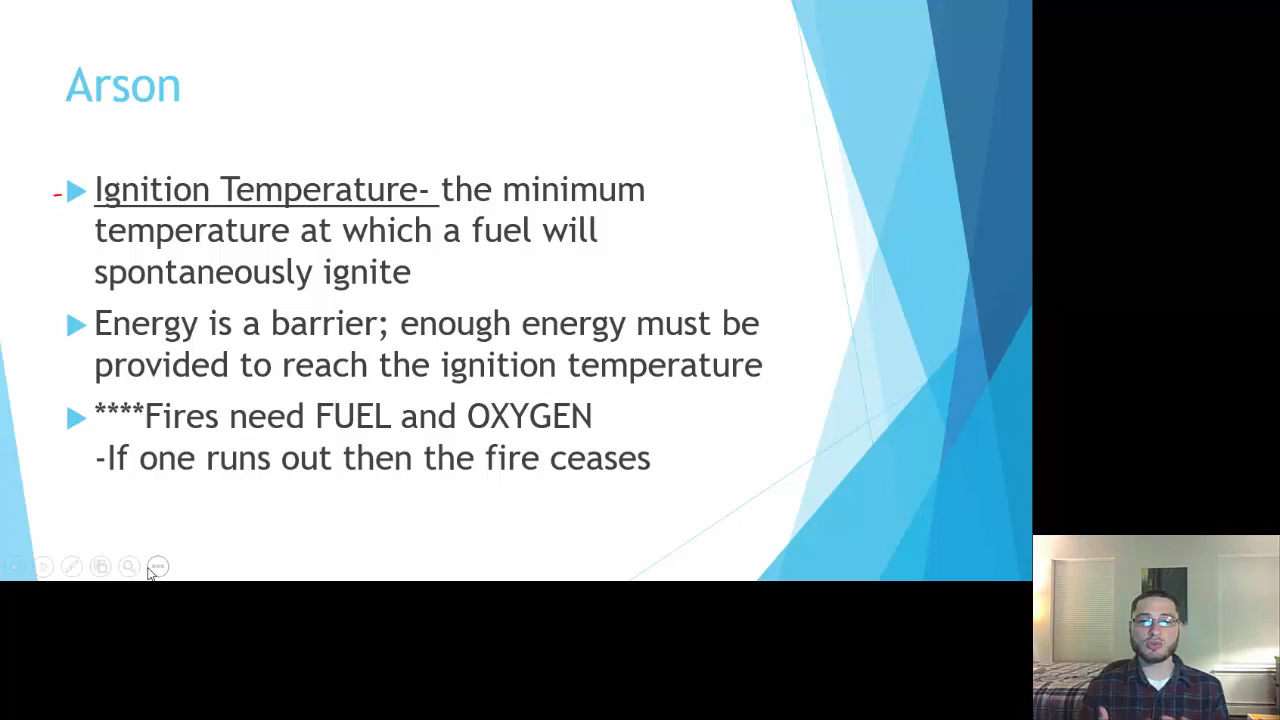 Arson
Ignition Temperature- the minimum
temperature at which a fuel will
spontaneously ignite
Energy is a barrier; enough energy must be
provided to reach the ignition temperature
****Fires need FUEL and OXYGEN
-If one runs out then the fire ceases